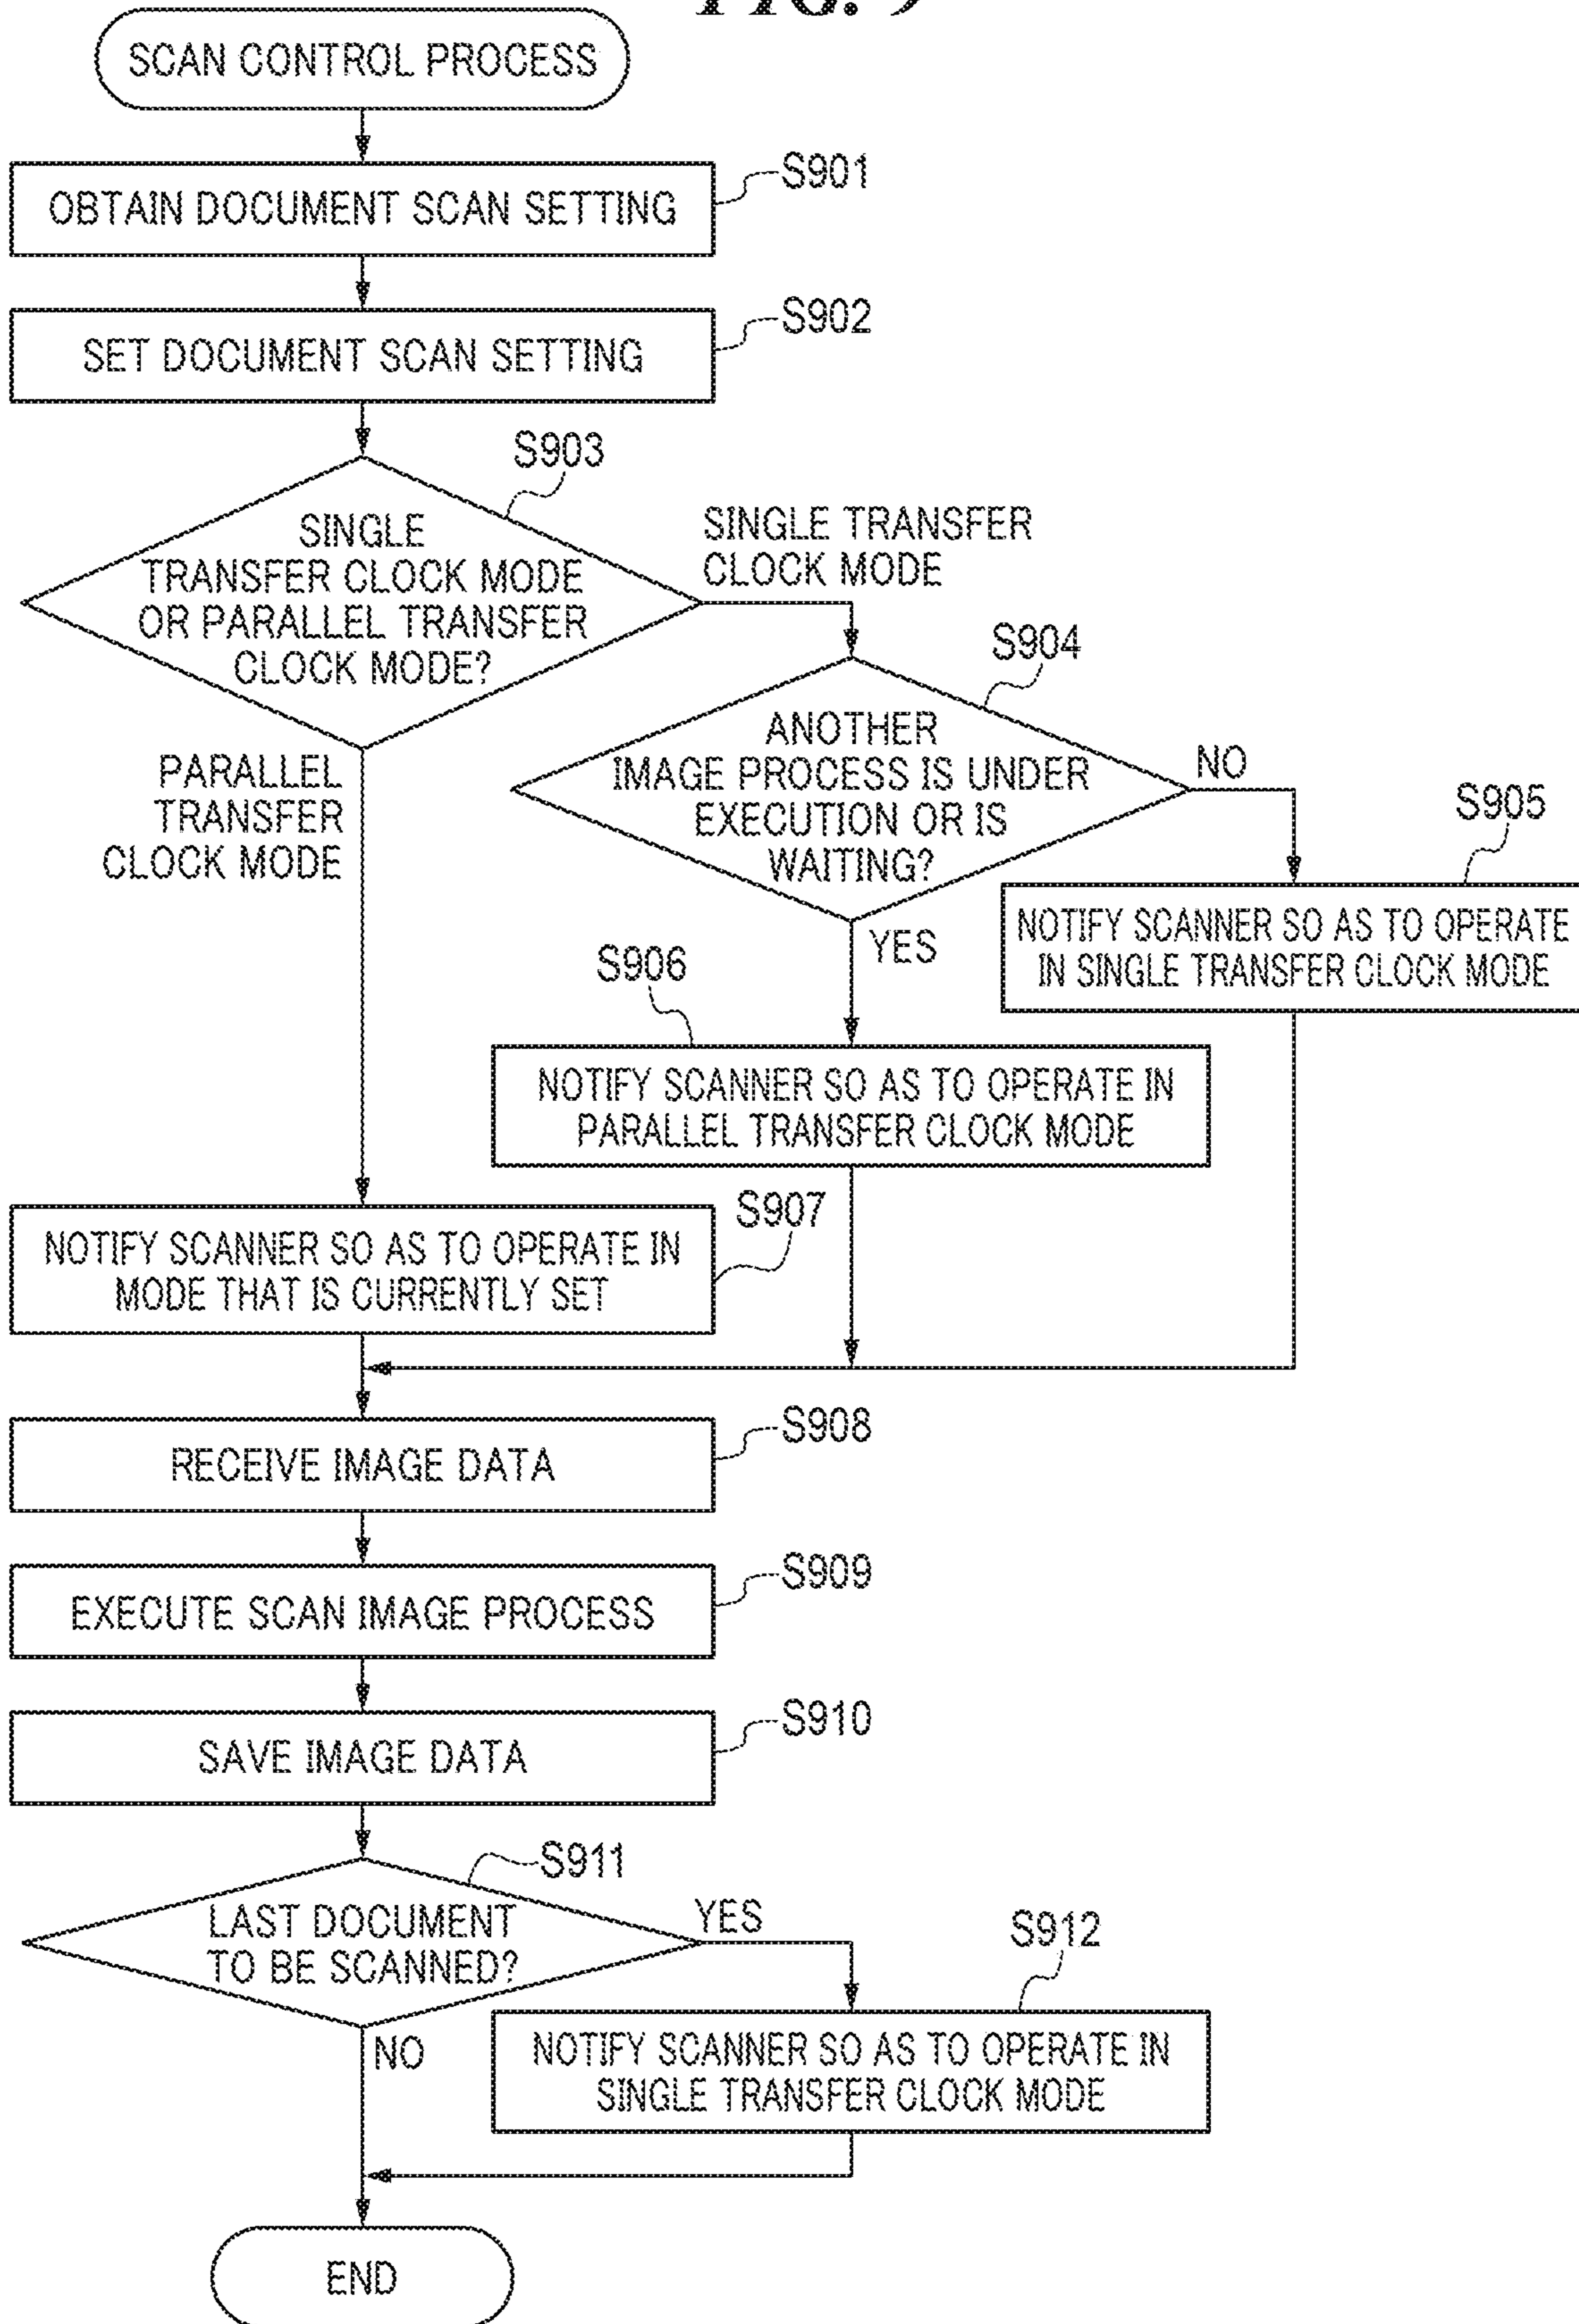 FIG. 9
SCAN CONTROL PROCESS
S901
OBTAIN DOCUMENT SCAN SETTING
S902
SET DOCUMENT SCAN SETTING
S903
SINGLE
TRANSFER CLOCK MODE
OR PARALLEL TRANSFER
CLOCK MODE?
SINGLE TRANSFER
CLOCK MODE
PARALLEL
TRANSFER
CLOCK MODE
S904
ANOTHER
IMAGE PROCESS IS UNDER
EXECUTION OR IS
WAITING?
NO
YES
S905
NOTIFY SCANNER SO AS TO OPERATE
IN SINGLE TRANSFER CLOCK MODE
S906
NOTIFY SCANNER SO AS TO OPERATE IN
PARALLEL TRANSFER CLOCK MODE
S907
NOTIFY SCANNER SO AS TO OPERATE IN
MODE THAT IS CURRENTLY SET
S908
RECEIVE IMAGE DATA
S909
EXECUTE SCAN IMAGE PROCESS
S910
SAVE IMAGE DATA
S911
LAST DOCUMENT
TO BE SCANNED?
YES
NO
S912
NOTIFY SCANNER SO AS TO OPERATE IN
SINGLE TRANSFER CLOCK MODE
END